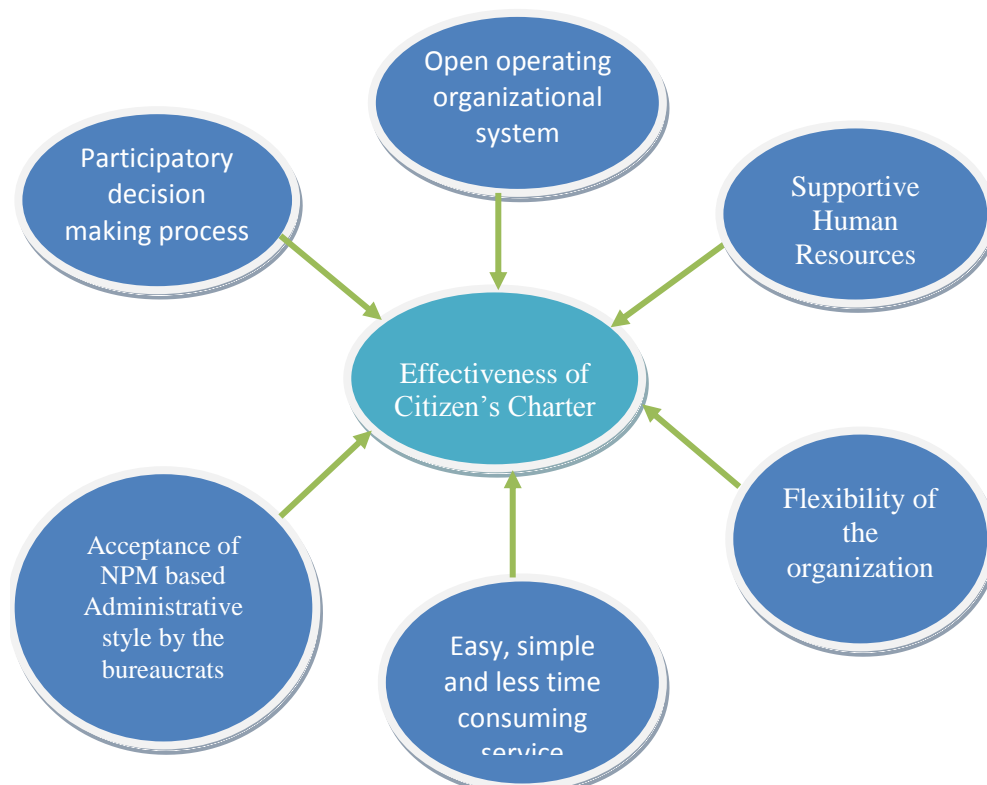 Open operating
organizational
system
Participatory
decision
making process
Supportive
Human
Resources
Effectiveness of
Citizen’s Charter
Flexibility of
the
organization
Acceptance of
NPM based
Administrative
style by the
bureaucrats
Easy, simple
and less time
consuming
service